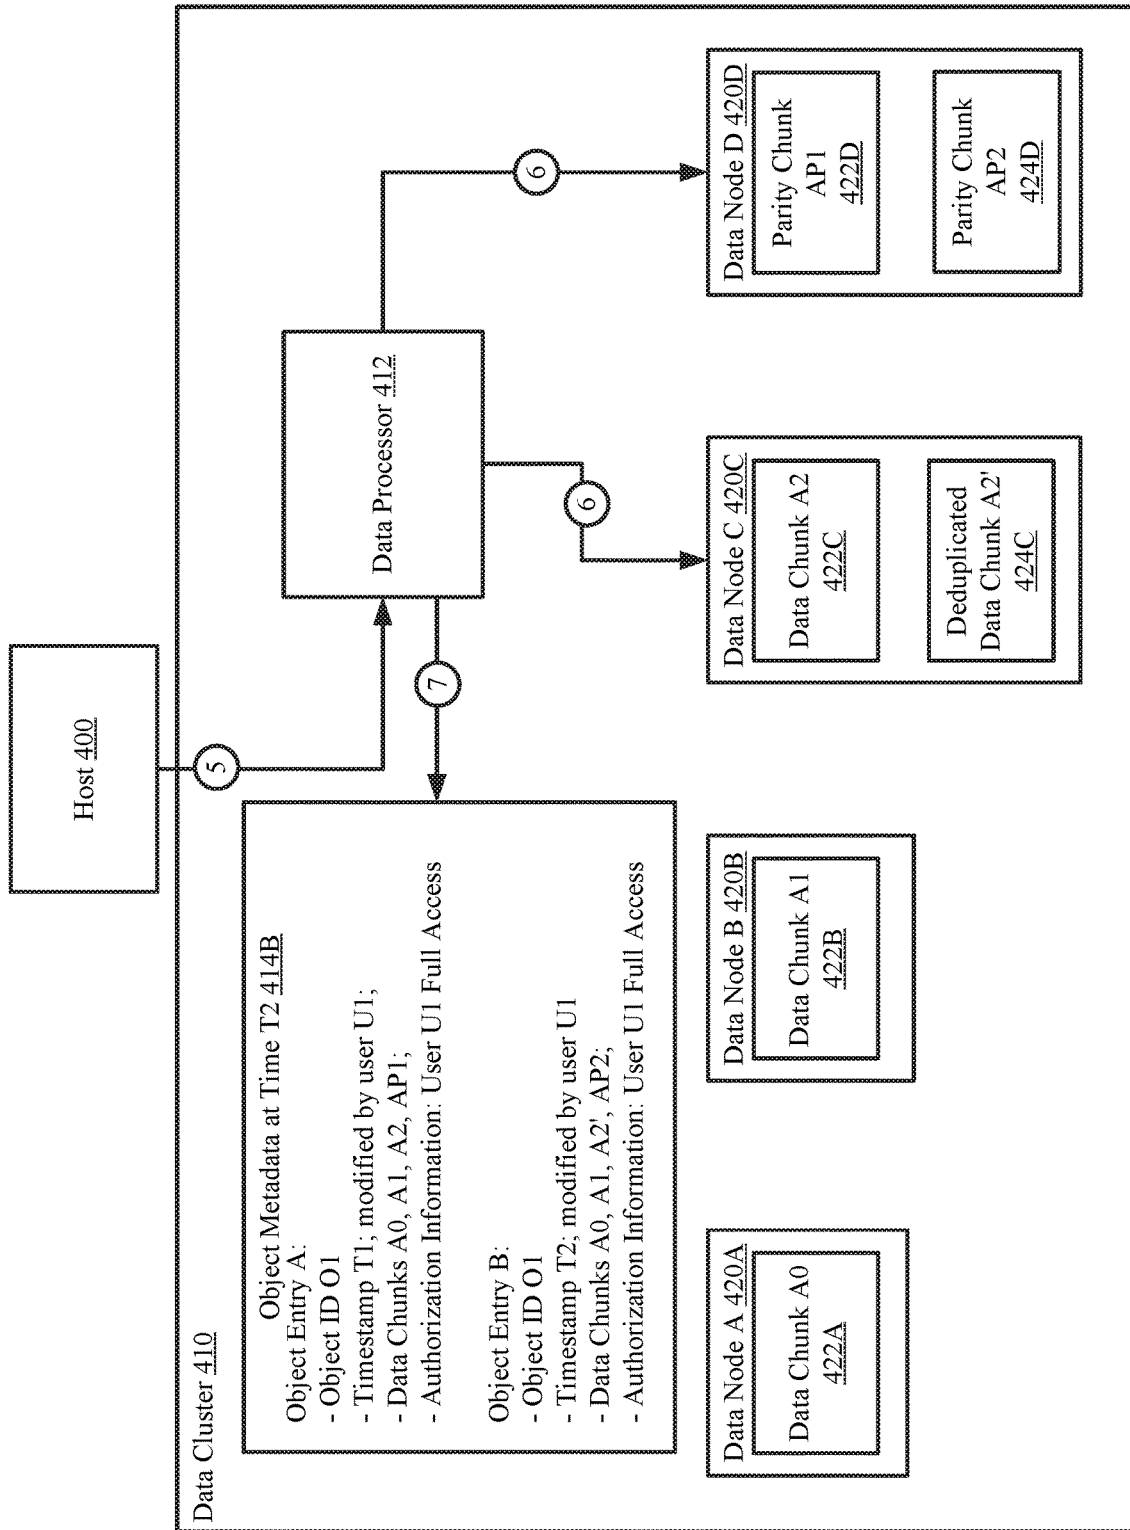 Host 400
Data Cluster 410
5
Object Metadata at Time T2 414B
Object Entry A:
- Object ID O1
- Timestamp T1; modified by user U1;
- Data Chunks A0, A1, A2, AP1;
- Authorization Information: User U1 Full Access
Object Entry B:
- Object ID O1
- Timestamp T2; modified by user U1
- Data Chunks A0, A1, A2', AP2;
- Authorization Information: User U1 Full Access
7
Data Processor 412
6
6
Data Node A 420A
Data Chunk A0
422A
Data Node B 420B
Data Chunk A1
422B
Data Node C 420C
Data Chunk A2
422C
Deduplicated
Data Chunk A2'
424C
Data Node D 420D
Parity Chunk
AP1
422D
Parity Chunk
AP2
424D